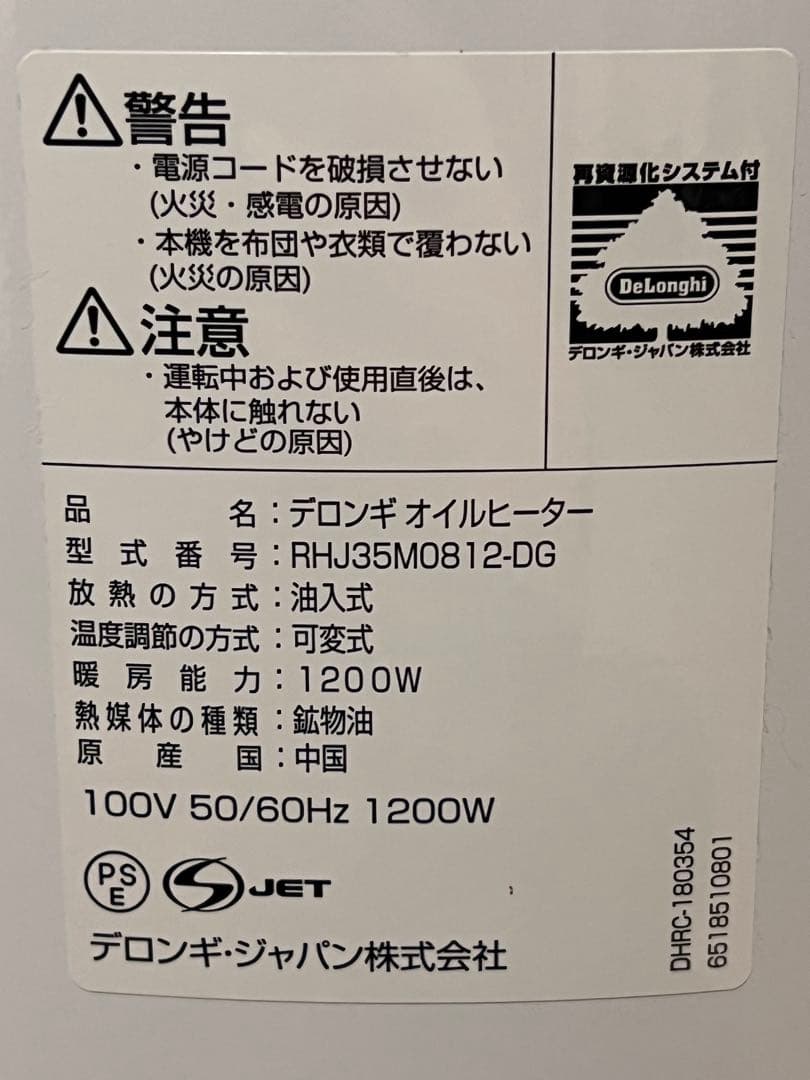 警告
・電源コードを破損させない
(火災・感電の原因)
・本機を布団や衣類で覆わない
(火災の原因)
注意
・運転中および使用直後は、
本体に触れない
(やけどの原因)
再資源化システム付
DeLonghi
デロンギ・ジャパン株式会社
品名：デロンギ オイルヒーター
型式番号：RHJ35M0812-DG
放熱の方式：油入式
温度調節の方式：可変式
暖房能力：1200W
熱媒体の種類：鉱物油
原産国：中国
100V 50/60Hz 1200W
PSE
S JET
デロンギ・ジャパン株式会社
DHRC-180354
6518510801